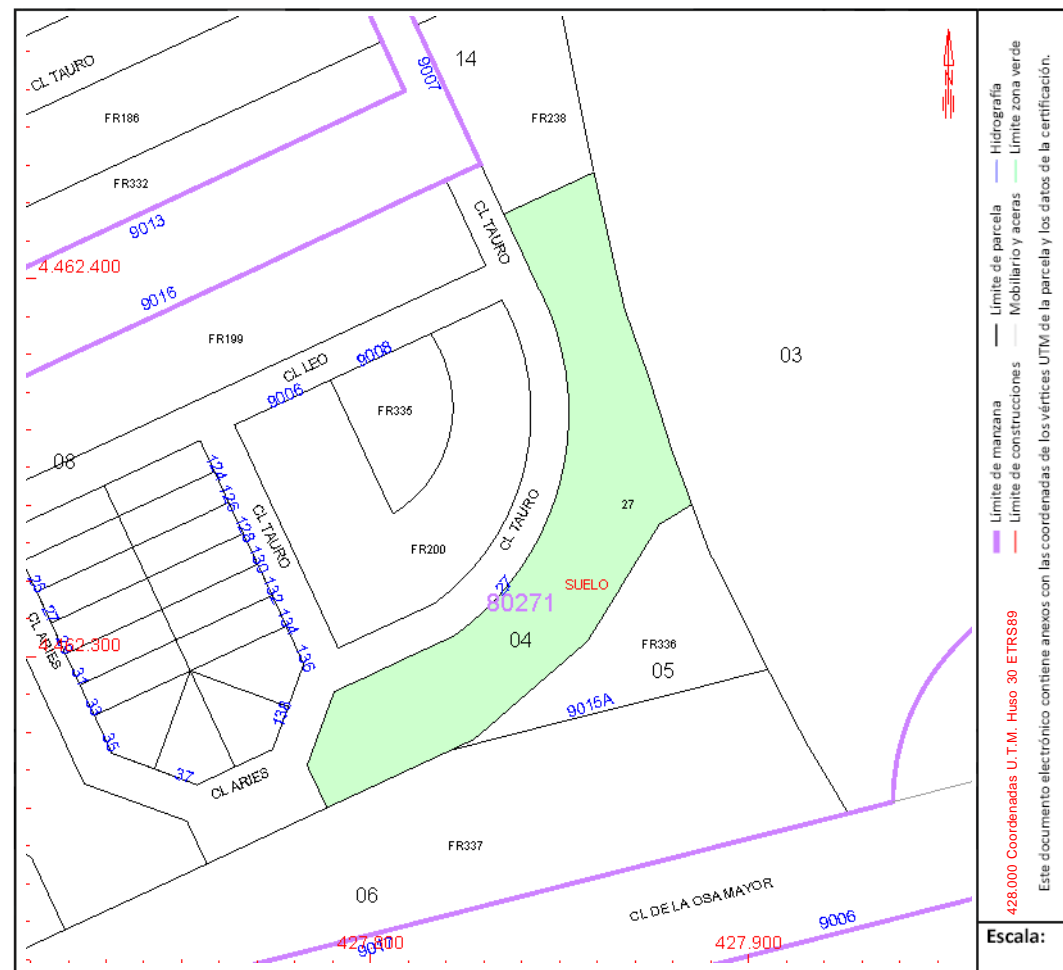 14
9007
CL TAURO
FR186
FR238
FR332
9013
CL TAURO
4.462.400
9016
03
FR199
CL LEO
9008
9006
FR335
08
124
126
128
130
132
134
136
138
CL TAURO
CL TAURO
27
FR200
27
SUELO
80271
04
25
27
31
33
35
37
CL ARIES
4.462.300
FR336
05
9015A
CL ARIES
FR337
06
CL DE LA OSA MAYOR
9006
427.900
Límite de manzana
Límite de parcela
Hidrografía
Límite de construcciones
Mobiliario y aceras
Límite zona verde
428.000 Coordenadas U.T.M. Huso 30 ETRS89
Este documento electrónico contiene anexos con las coordenadas de los vértices UTM de la parcela y los datos de la certificación.
N
Escala: